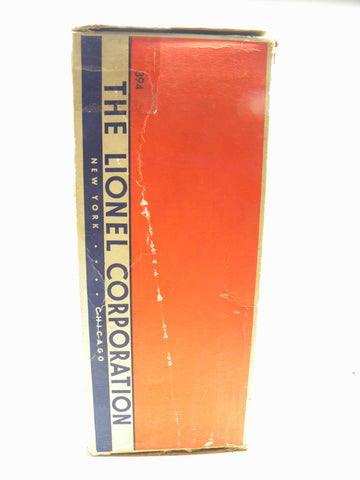 394
THE LIONEL CORPORATION
NEW YORK . . . . CHICAGO